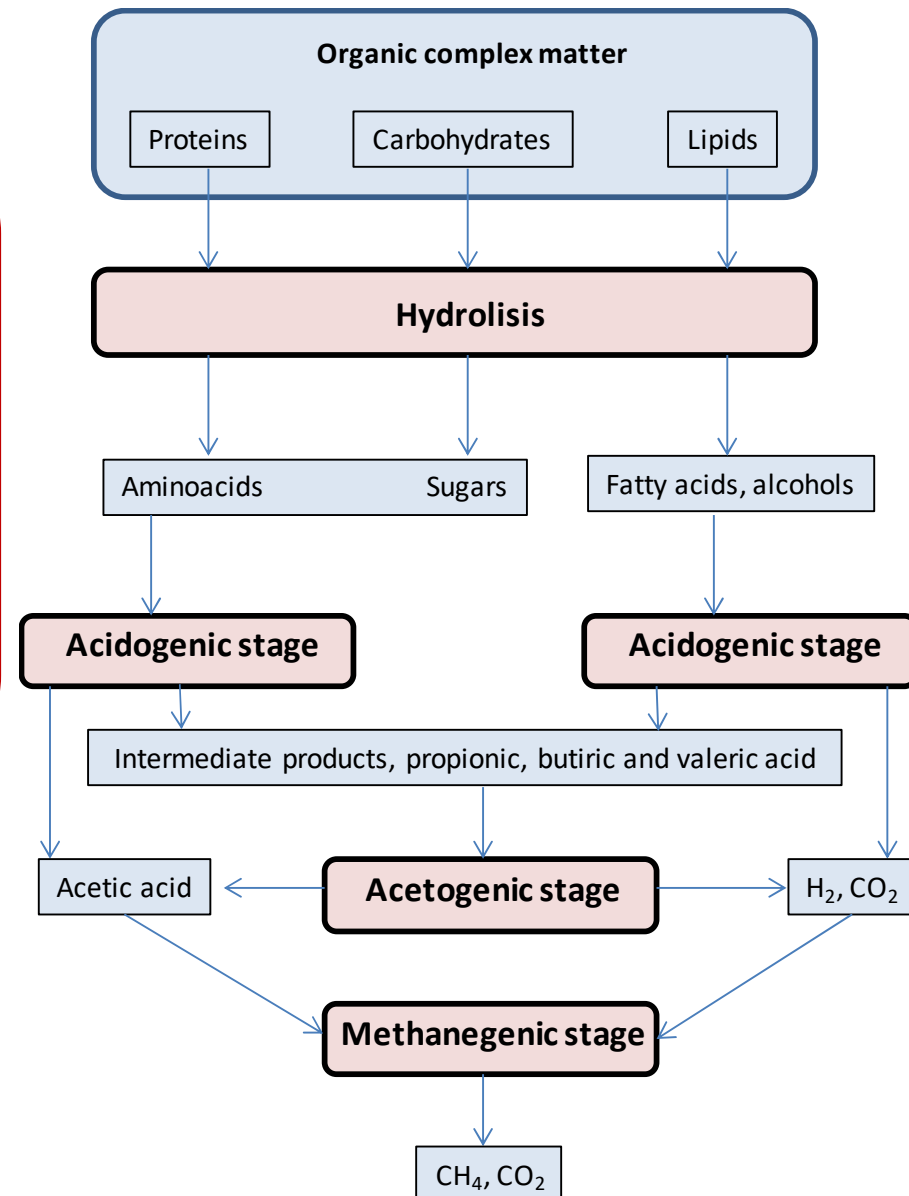 Organic complex matter
Proteins Carbohydrates Lipids
Hydrolisis
Aminoacids Sugars Fatty acids, alcohols
Acidogenic stage Acidogenic stage
Intermediate products, propionic, butiric and valeric acid
Acetic acid Acetogenic stage H₂, CO₂
Methanegenic stage
CH₄, CO₂